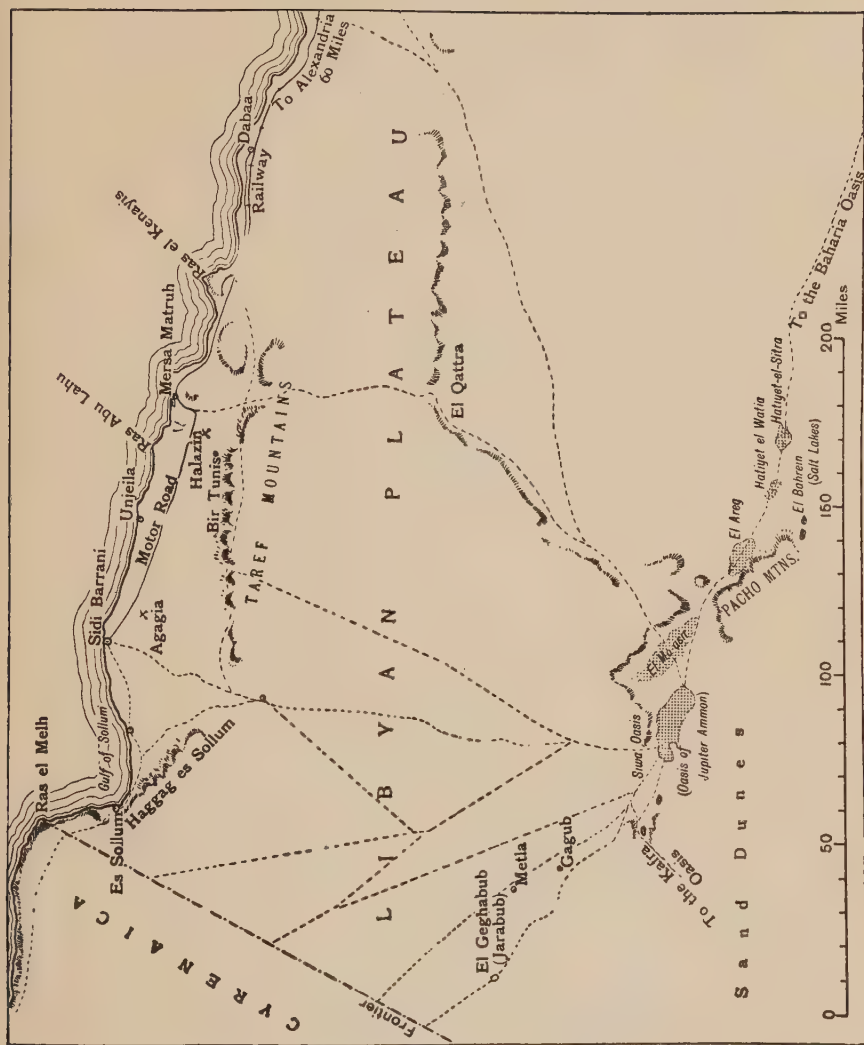 Ras el Melh
Gulf of Sollum
Es Sollum
Haggag es Sollum
CYRENAICA
Sidi Barrani
Agagia
Motor Road
Unjeila
Ras Abu Lahu
Halazin
Mersa Matruh
Bir Tunis
TAREF MOUNTAINS
Ras el Kenayis
Dabaa
Railway
To Alexandria
60 Miles
LIBYAN PLATEAU
El Qattra
El Geghabub
(Jarabub)
Metla
Gagub
Frontier
Siwa Oasis
(Oasis of
Jupiter Ammon)
To the Kafra
Oasis
El Areg
PACHO MTNS.
Hatiyet el Watia
Hatiyet-el-Sitra
El Bahrein
(Salt Lakes)
To the Baharia Oasis
Sand Dunes
0 50 100 150 200
Miles